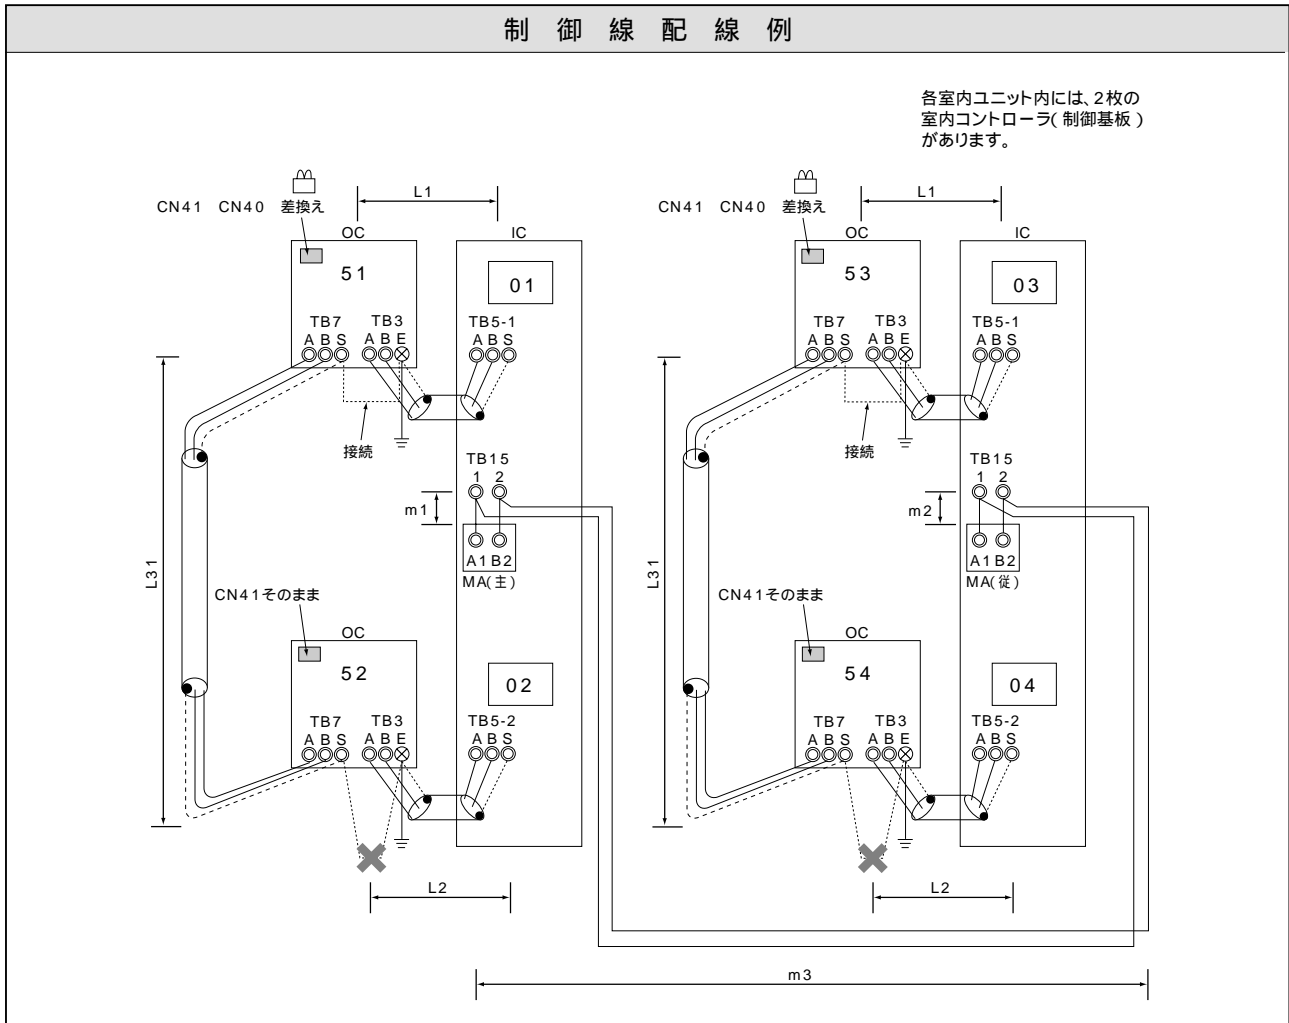 制御線配線例
各室内ユニット内には、2枚の
室内コントローラ(制御基板)
があります。
CN41 CN40 差換え
L1
OC
IC
51
01
TB7
TB3
TB5-1
A B S
A B E
A B S
接続
TB15
1 2
m1
A1 B2
MA(主)
L31
CN41そのまま
OC
52
02
TB7
TB3
TB5-2
A B S
A B E
A B S
L2
CN41 CN40 差換え
L1
OC
IC
53
03
TB7
TB3
TB5-1
A B S
A B E
A B S
接続
TB15
1 2
m2
A1 B2
MA(従)
L31
CN41そのまま
OC
54
04
TB7
TB3
TB5-2
A B S
A B E
A B S
L2
m3